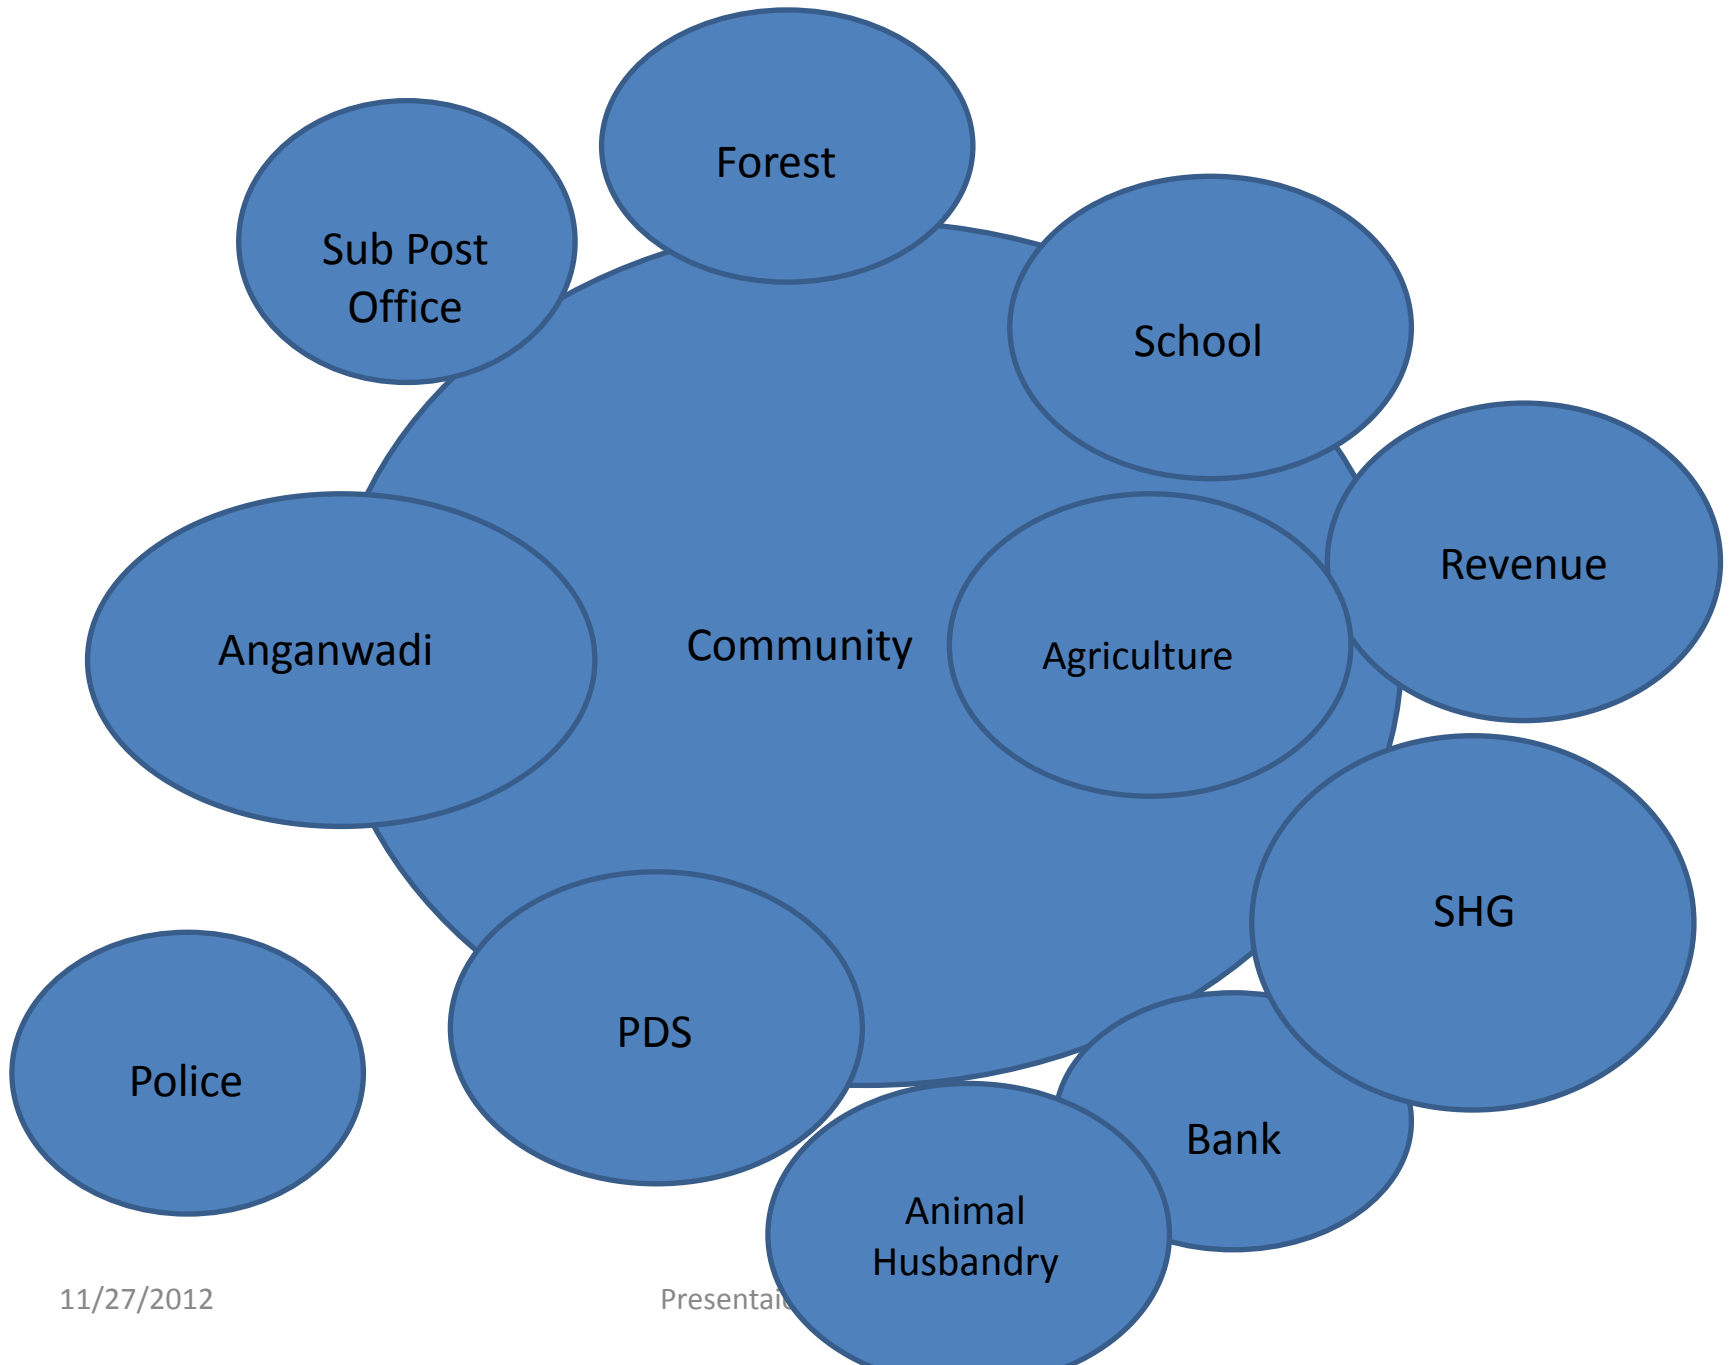 Forest
Sub Post
Office
School
Revenue
Anganwadi
Community
Agriculture
SHG
PDS
Police
Bank
Animal
Husbandry
11/27/2012